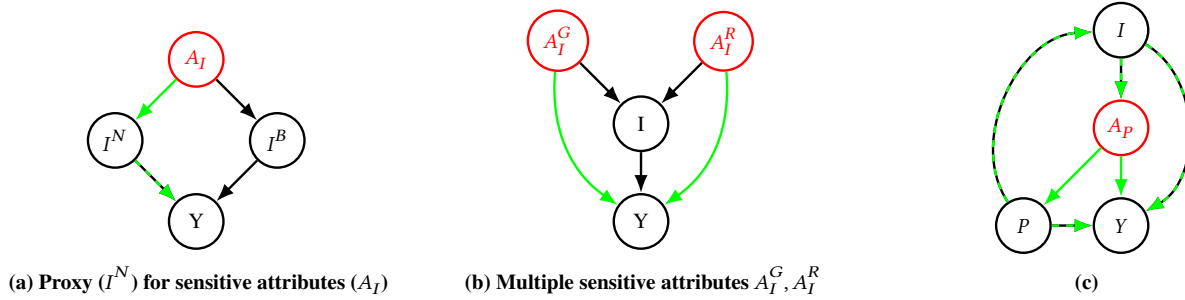 A_I
I^N
I^B
Y
(a) Proxy (I^N) for sensitive attributes (A_I)
A_I^G
A_I^R
I
Y
(b) Multiple sensitive attributes A_I^G, A_I^R
I
A_P
P
Y
(c)